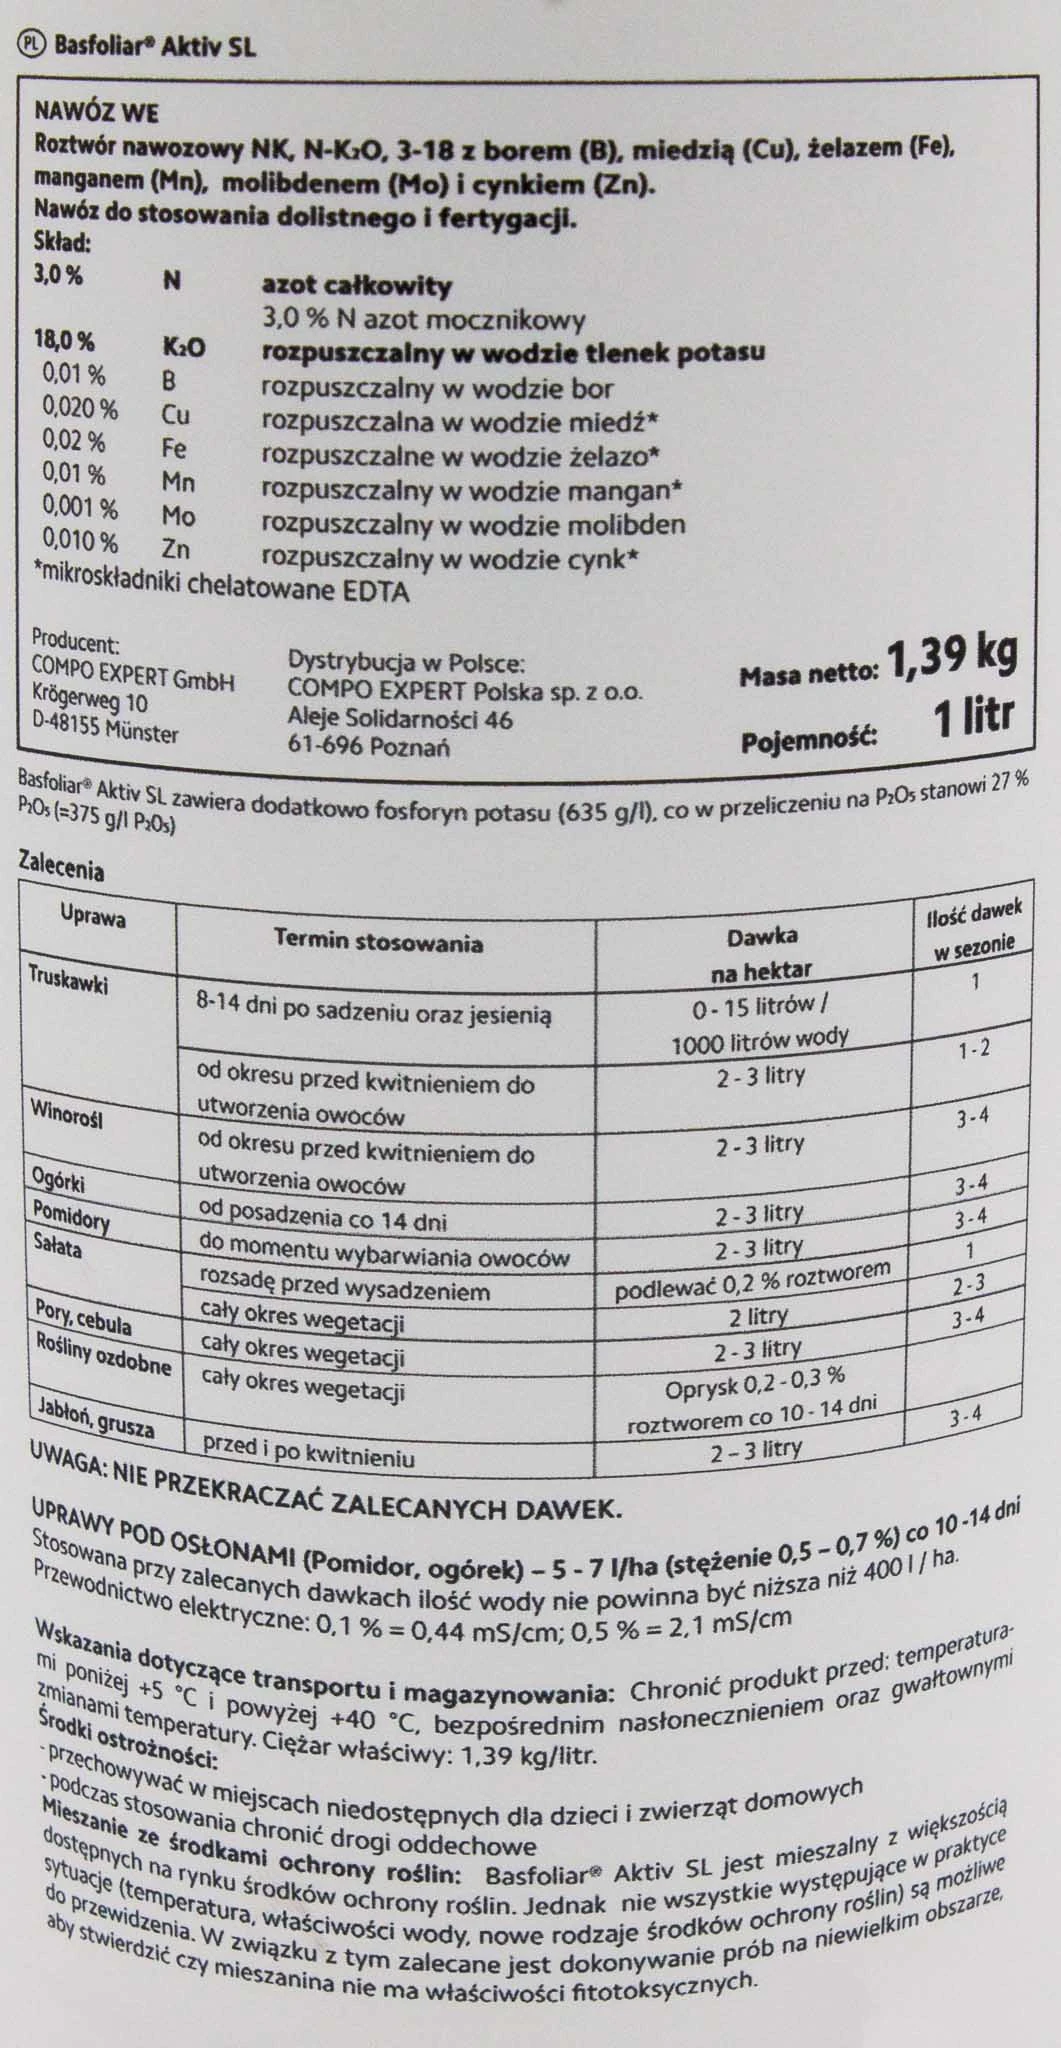 PL Basfoliar® Aktiv SL
NAWÓZ WE
Roztwór nawozowy NK, N-K₂O, 3-18 z borem (B), miedzią (Cu), żelazem (Fe),
manganem (Mn), molibdenem (Mo) i cynkiem (Zn).
Nawóz do stosowania dolistnego i fertygacji.
Skład:
3,0 % N azot całkowity
3,0 % N azot mocznikowy
18,0 % K₂O rozpuszczalny w wodzie tlenek potasu
0,01 % B rozpuszczalny w wodzie bor
0,020 % Cu rozpuszczalna w wodzie miedź*
0,02 % Fe rozpuszczalne w wodzie żelazo*
0,01 % Mn rozpuszczalny w wodzie mangan*
0,001 % Mo rozpuszczalny w wodzie molibden
0,010 % Zn rozpuszczalny w wodzie cynk*
*mikroskładniki chelatowane EDTA
Producent:
COMPO EXPERT GmbH
Krögerweg 10
D-48155 Münster
Dystrybucja w Polsce:
COMPO EXPERT Polska sp. z o.o.
Aleje Solidarności 46
61-696 Poznań
Masa netto: 1,39 kg
Pojemność: 1 litr
Basfoliar® Aktiv SL zawiera dodatkowo fosforyn potasu (635 g/l), co w przeliczeniu na P₂O₅ stanowi 27 %
P₂O₅ (=375 g/l P₂O₅)
Zalecenia
Uprawa Termin stosowania Dawka na hektar Ilość dawek w sezonie
Truskawki 8-14 dni po sadzeniu oraz jesienią 0 - 15 litrów / 1
1000 litrów wody
od okresu przed kwitnieniem do 2 - 3 litry 1 - 2
utworzenia owoców
Winorośl od okresu przed kwitnieniem do 2 - 3 litry 3-4
utworzenia owoców
Ogórki od posadzenia co 14 dni 2 - 3 litry 3-4
Pomidory do momentu wybarwiania owoców 2 - 3 litry 3-4
Sałata rozsadę przed wysadzeniem podlewać 0,2 % roztworem 1
cały okres wegetacji 2 litry 2-3
Pory, cebula cały okres wegetacji 2 - 3 litry 3-4
Rośliny ozdobne cały okres wegetacji Oprysk 0,2 - 0,3 %
roztworem co 10 - 14 dni
Jabłoń, grusza przed i po kwitnieniu 2 – 3 litry 3-4
UWAGA: NIE PRZEKRACZAĆ ZALECANYCH DAWEK.
UPRAWY POD OSŁONAMI (Pomidor, ogórek) – 5 - 7 l/ha (stężenie 0,5 – 0,7 %) co 10 -14 dni
Stosowana przy zalecanych dawkach ilość wody nie powinna być niższa niż 400 l / ha.
Przewodnictwo elektryczne: 0,1 % = 0,44 mS/cm; 0,5 % = 2,1 mS/cm
Wskazania dotyczące transportu i magazynowania: Chronić produkt przed: temperatura-
mi poniżej +5 °C i powyżej +40 °C, bezpośrednim nasłonecznieniem oraz gwałtownymi
zmianami temperatury. Ciężar właściwy: 1,39 kg/litr.
Środki ostrożności:
- przechowywać w miejscach niedostępnych dla dzieci i zwierząt domowych
- podczas stosowania chronić drogi oddechowe
Mieszanie ze środkami ochrony roślin: Basfoliar® Aktiv SL jest mieszalny z większością
dostępnych na rynku środków ochrony roślin. Jednak nie wszystkie występujące w praktyce
sytuacje (temperatura, właściwości wody, nowe rodzaje środków ochrony roślin) są możliwe
do przewidzenia. W związku z tym zalecane jest dokonywanie prób na niewielkim obszarze,
aby stwierdzić czy mieszanina nie ma właściwości fitotoksycznych.